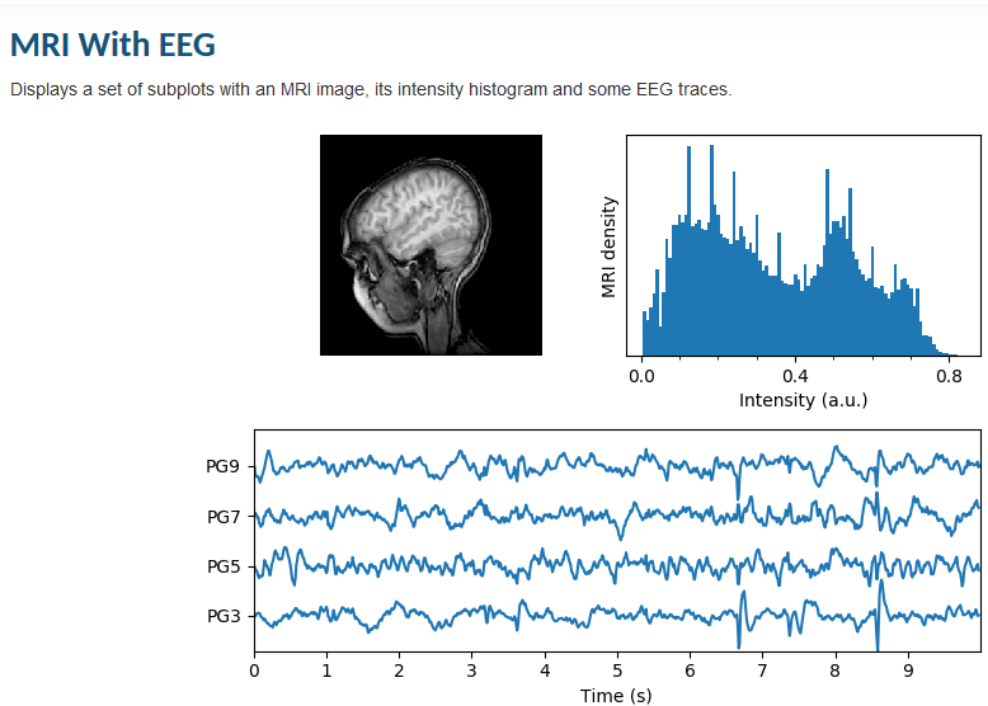 MRI With EEG
Displays a set of subplots with an MRI image, its intensity histogram and some EEG traces.
MRI density
0.0 0.4 0.8
Intensity (a.u.)
PG9
PG7
PG5
PG3
0 1 2 3 4 5 6 7 8 9
Time (s)